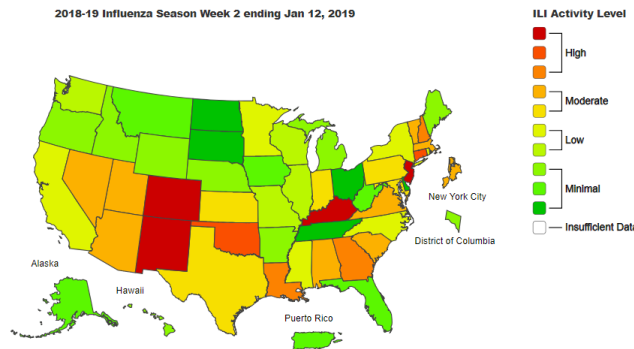 2018-19 Influenza Season Week 2 ending Jan 12, 2019
ILI Activity Level
High
Moderate
Low
Minimal
Insufficient Data
New York City
District of Columbia
Alaska
Hawaii
Puerto Rico